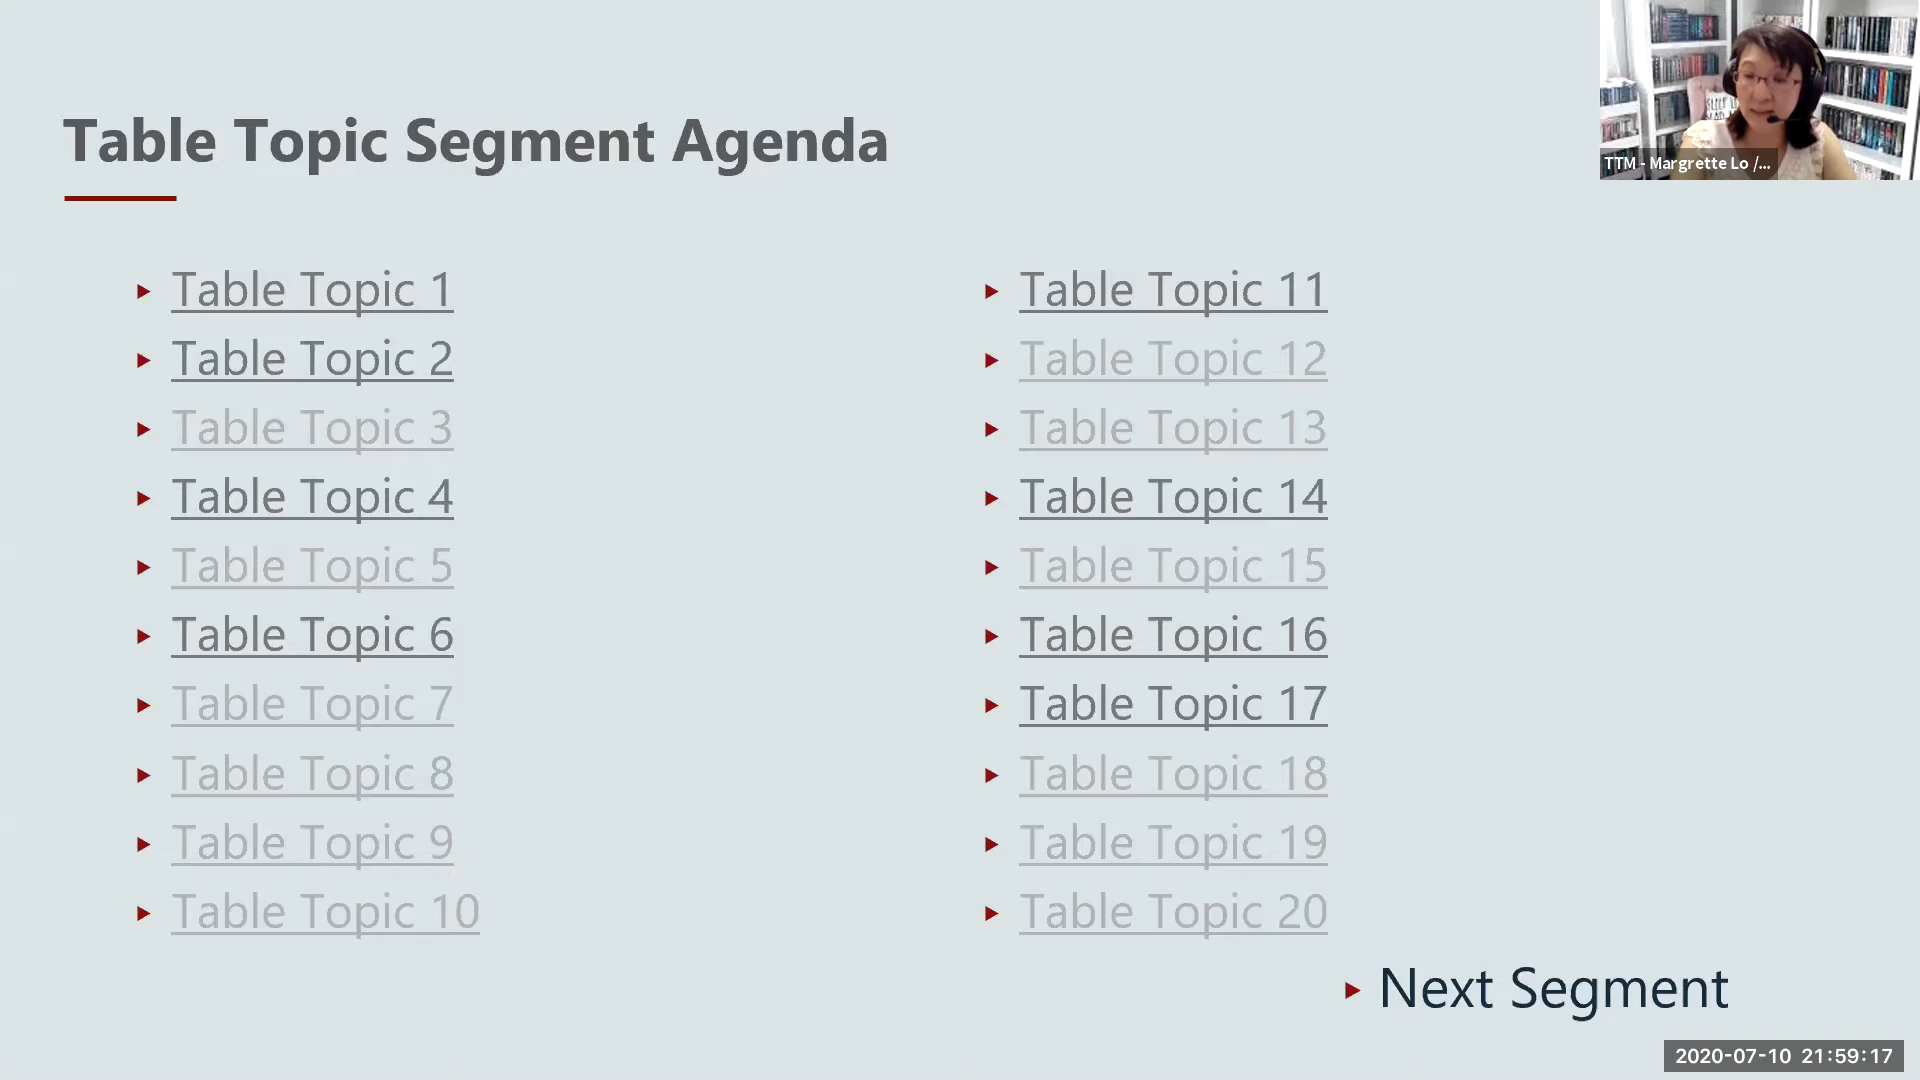 Table Topic Segment Agenda
Table Topic 1
Table Topic 2
Table Topic 3
Table Topic 4
Table Topic 5
Table Topic 6
Table Topic 7
Table Topic 8
Table Topic 9
Table Topic 10
Table Topic 11
Table Topic 12
Table Topic 13
Table Topic 14
Table Topic 15
Table Topic 16
Table Topic 17
Table Topic 18
Table Topic 19
Table Topic 20
Next Segment
TTM - Margrette Lo /...
2020-07-10 21:59:17